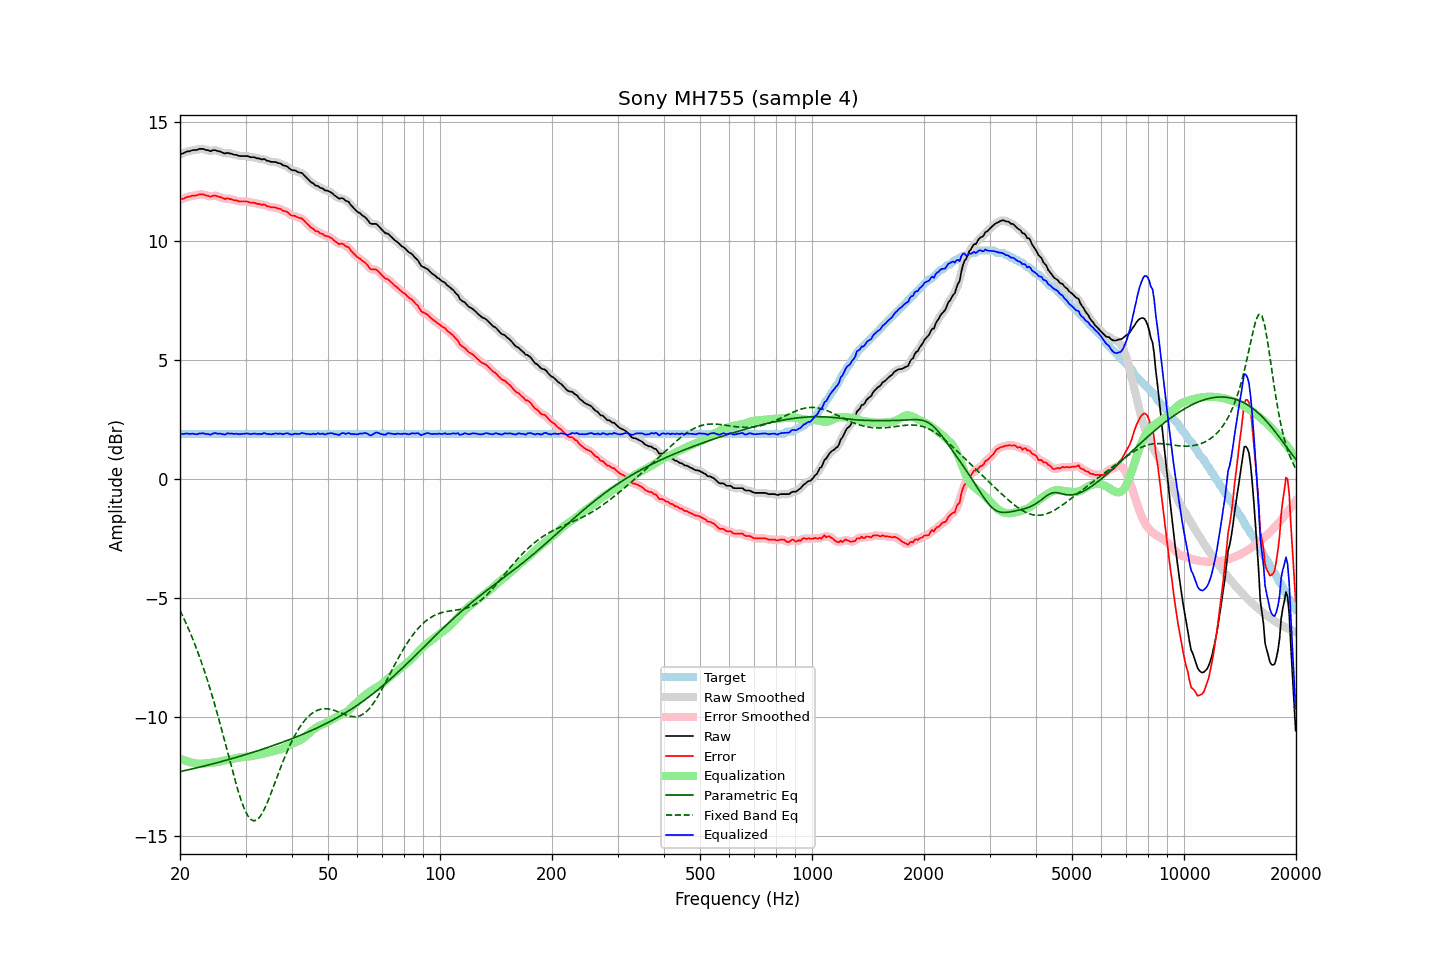 Sony MH755 (sample 4)
Amplitude (dBr)
15
10
5
0
−5
−10
−15
Target
Raw Smoothed
Error Smoothed
Raw
Error
Equalization
Parametric Eq
Fixed Band Eq
Equalized
20 50 100 200 500 1000 2000 5000 10000 20000
Frequency (Hz)